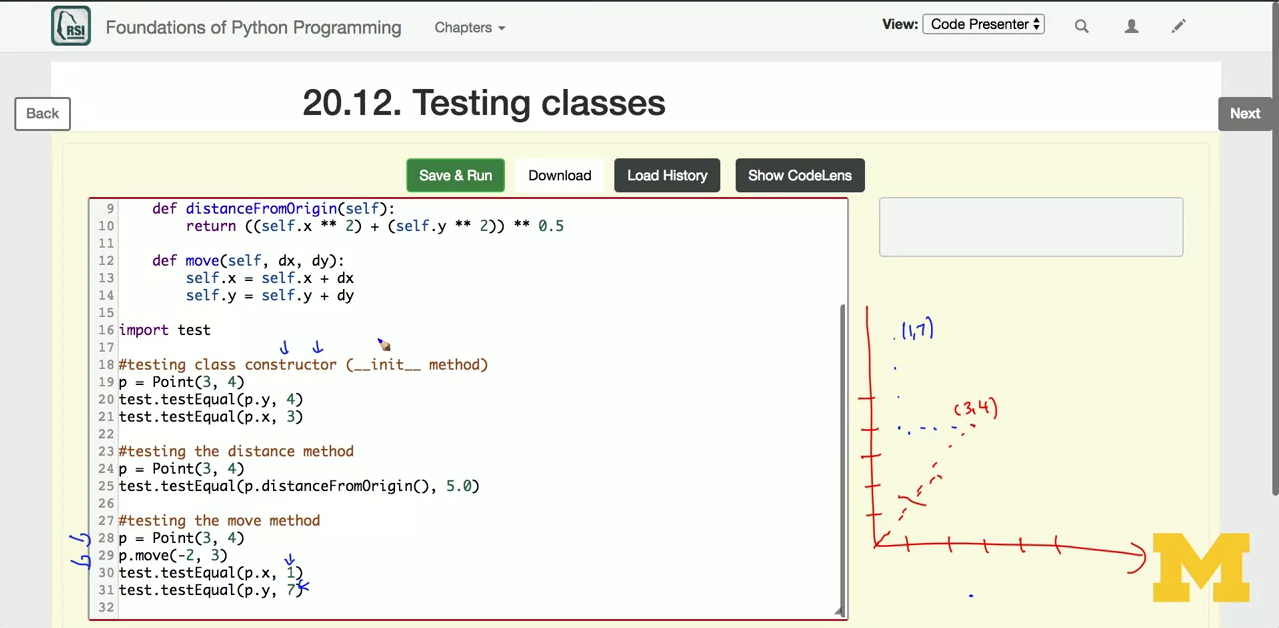 RSI
Foundations of Python Programming
Chapters
View: Code Presenter
Back
20.12. Testing classes
Next
Save & Run
Download
Load History
Show CodeLens
9     def distanceFromOrigin(self):
10         return ((self.x ** 2) + (self.y ** 2)) ** 0.5
11
12     def move(self, dx, dy):
13         self.x = self.x + dx
14         self.y = self.y + dy
15
16 import test
17
18 #testing class constructor (__init__ method)
19 p = Point(3, 4)
20 test.testEqual(p.y, 4)
21 test.testEqual(p.x, 3)
22
23 #testing the distance method
24 p = Point(3, 4)
25 test.testEqual(p.distanceFromOrigin(), 5.0)
26
27 #testing the move method
28 p = Point(3, 4)
29 p.move(-2, 3)
30 test.testEqual(p.x, 1)
31 test.testEqual(p.y, 7)
32
(1,7)
(3,4)
M